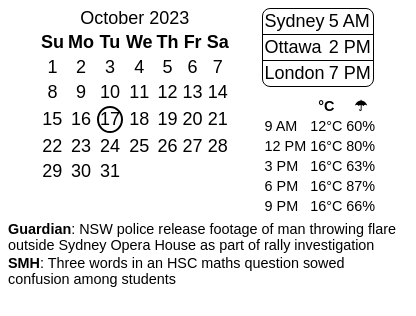 October 2023
Su Mo Tu We Th Fr Sa
1 2 3 4 5 6 7
8 9 10 11 12 13 14
15 16 17 18 19 20 21
22 23 24 25 26 27 28
29 30 31
Sydney 5 AM
Ottawa 2 PM
London 7 PM
°C ☂
9 AM 12°C 60%
12 PM 16°C 80%
3 PM 16°C 63%
6 PM 16°C 87%
9 PM 16°C 66%
Guardian: NSW police release footage of man throwing flare
outside Sydney Opera House as part of rally investigation
SMH: Three words in an HSC maths question sowed
confusion among students